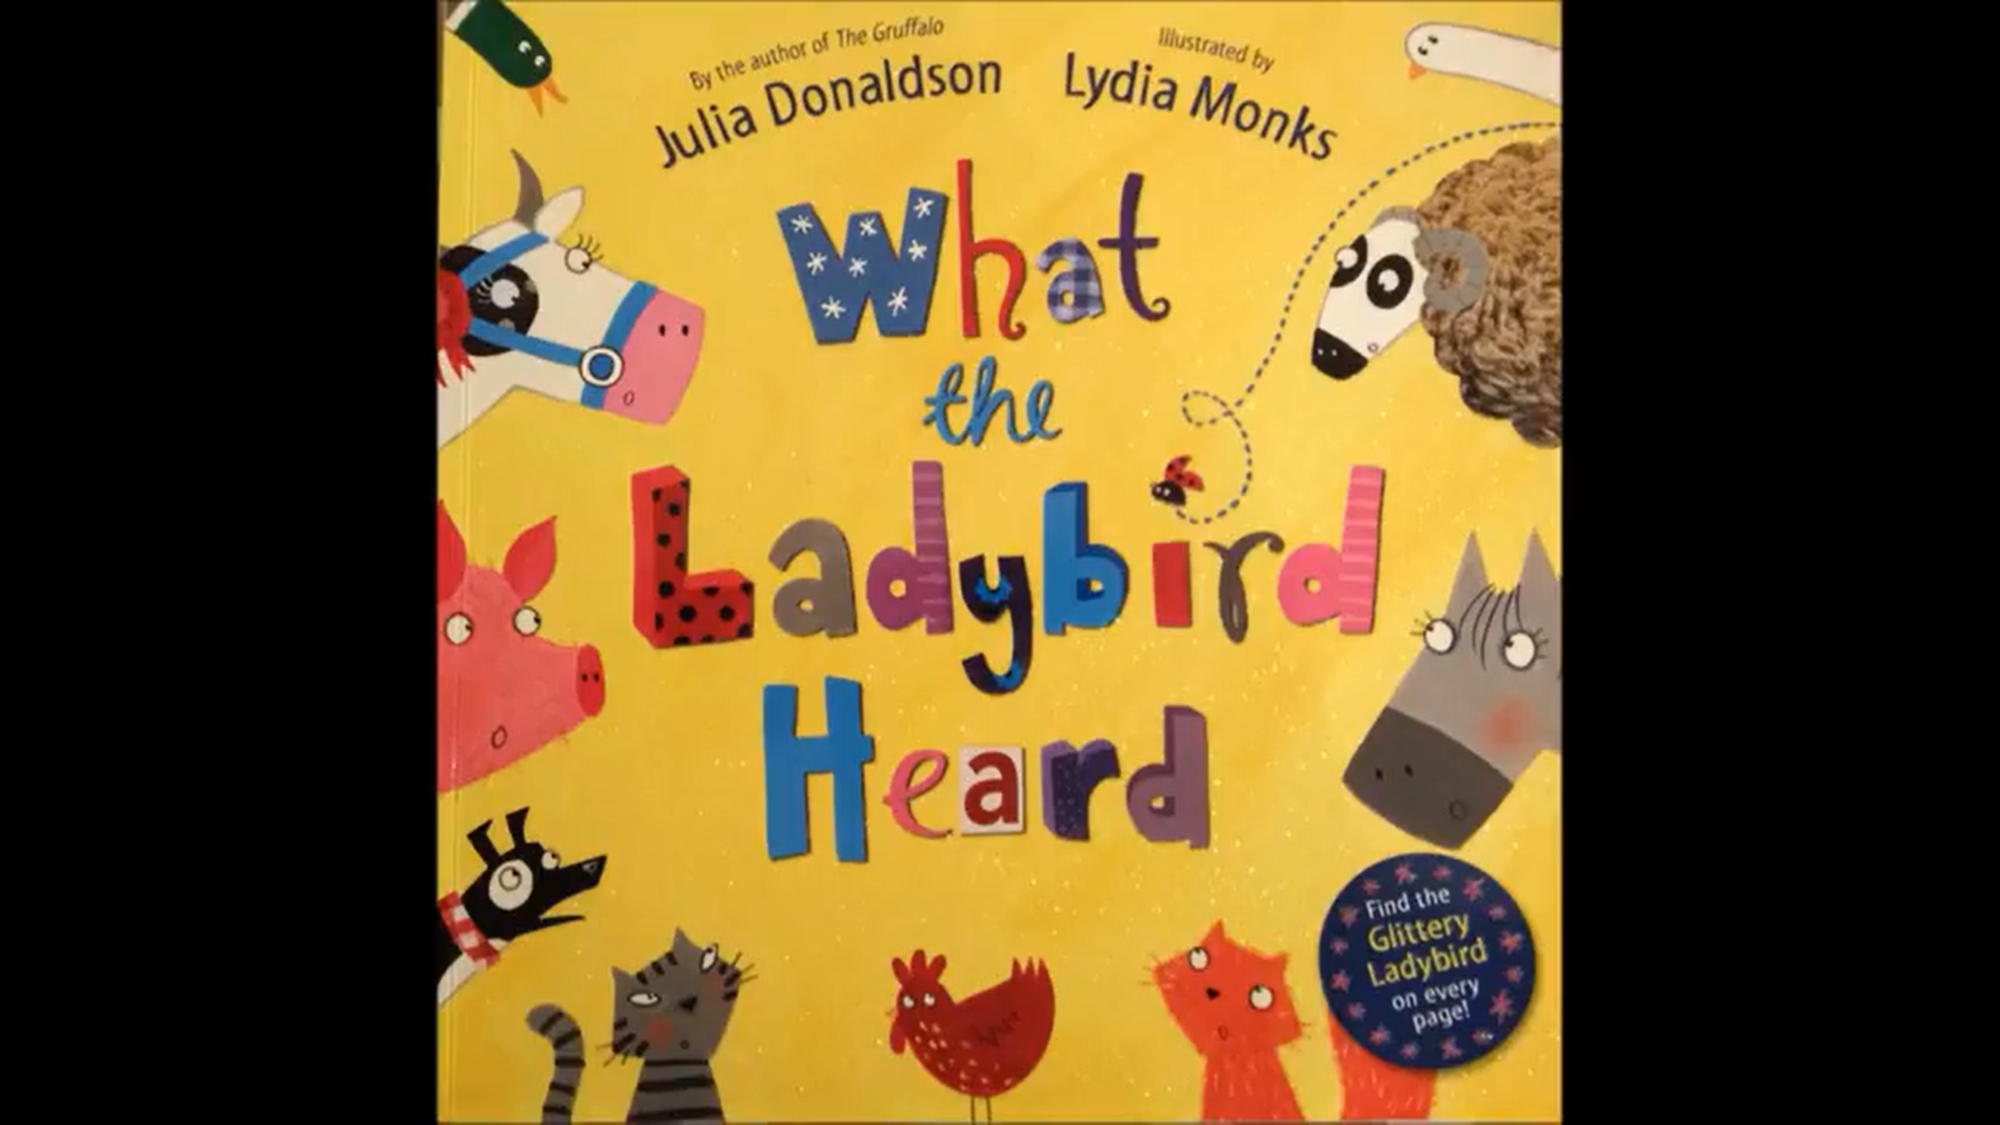 By the author of The Gruffalo
Julia Donaldson
Illustrated by
Lydia Monks
What
the
Ladybird
Heard
Find the
Glittery
Ladybird
on every
page!